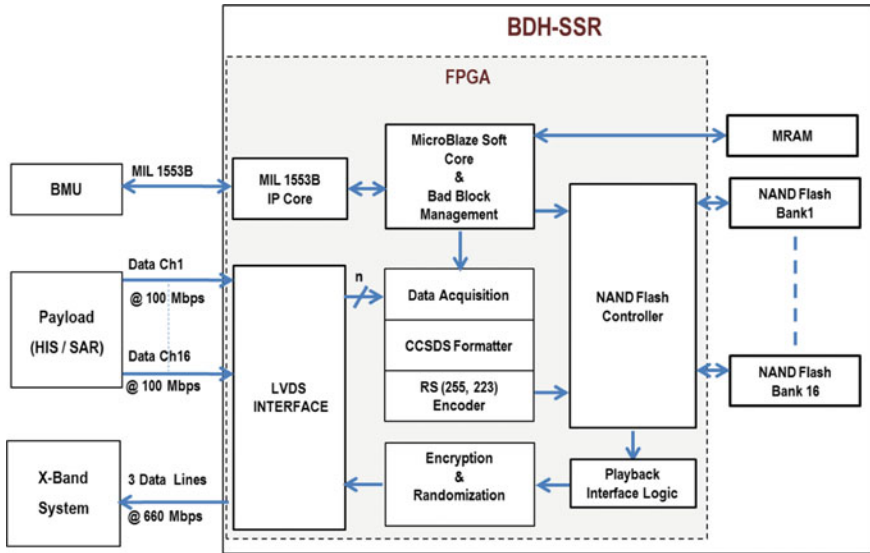 BDH-SSR
FPGA
MicroBlaze Soft
Core
&
Bad Block
Management
MRAM
MIL 1553B
BMU
MIL 1553B
IP Core
NAND Flash
Bank1
Data Ch1
@ 100 Mbps
Payload
(HIS / SAR)
Data Ch16
@ 100 Mbps
LVDS
INTERFACE
n
Data Acquisition
CCSDS Formatter
RS (255, 223)
Encoder
NAND Flash
Controller
NAND Flash
Bank 16
X-Band
System
3 Data Lines
@ 660 Mbps
Encryption
&
Randomization
Playback
Interface Logic